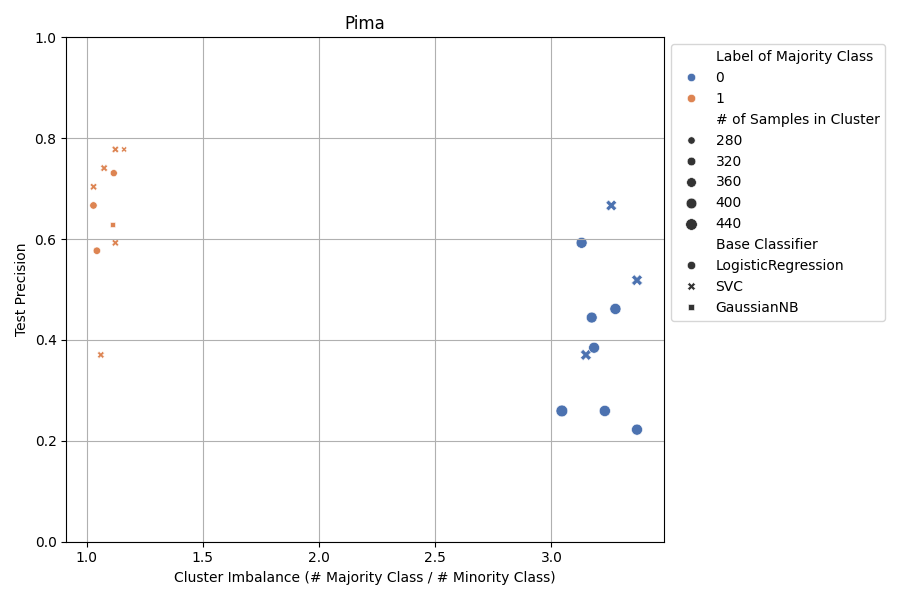 Pima
1.0
0.8
0.6
0.4
0.2
0.0
Test Precision
1.0 1.5 2.0 2.5 3.0
Cluster Imbalance (# Majority Class / # Minority Class)
Label of Majority Class
0
1
# of Samples in Cluster
280
320
360
400
440
Base Classifier
LogisticRegression
SVC
GaussianNB